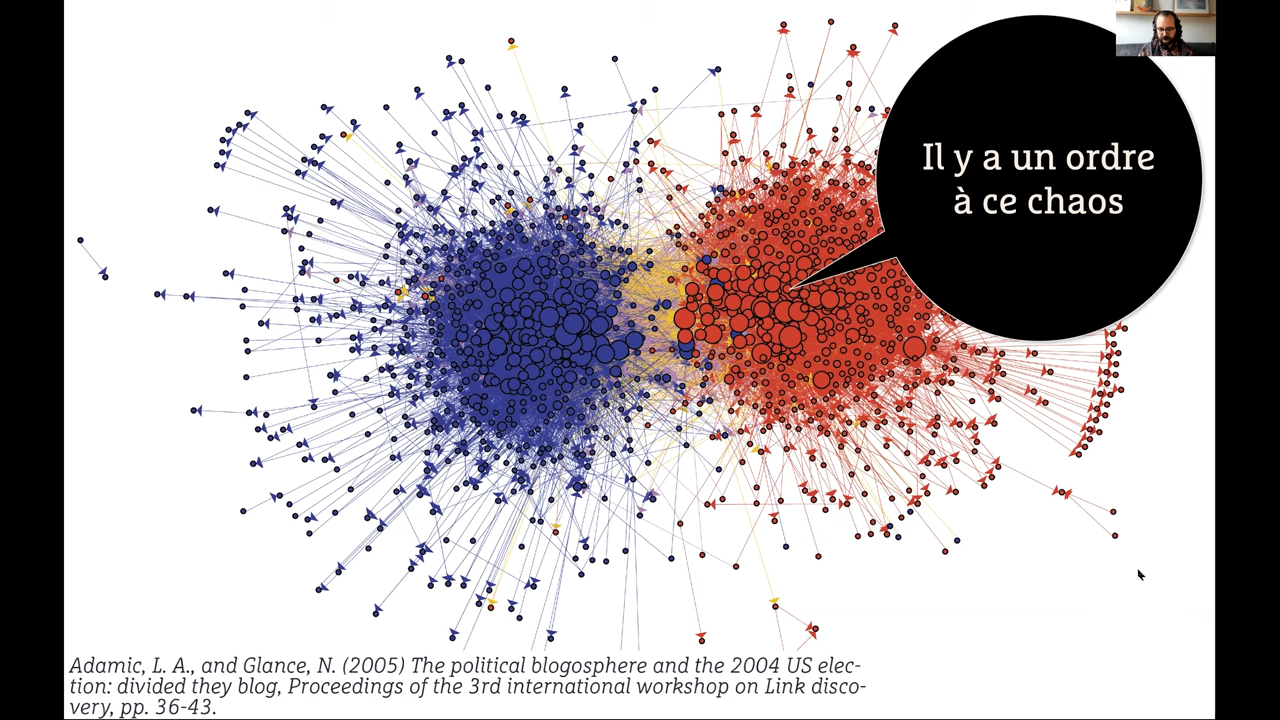 Il y a un ordre
à ce chaos
Adamic, L. A., and Glance, N. (2005) The political blogosphere and the 2004 US elec-
tion: divided they blog, Proceedings of the 3rd international workshop on Link disco-
very, pp. 36-43.